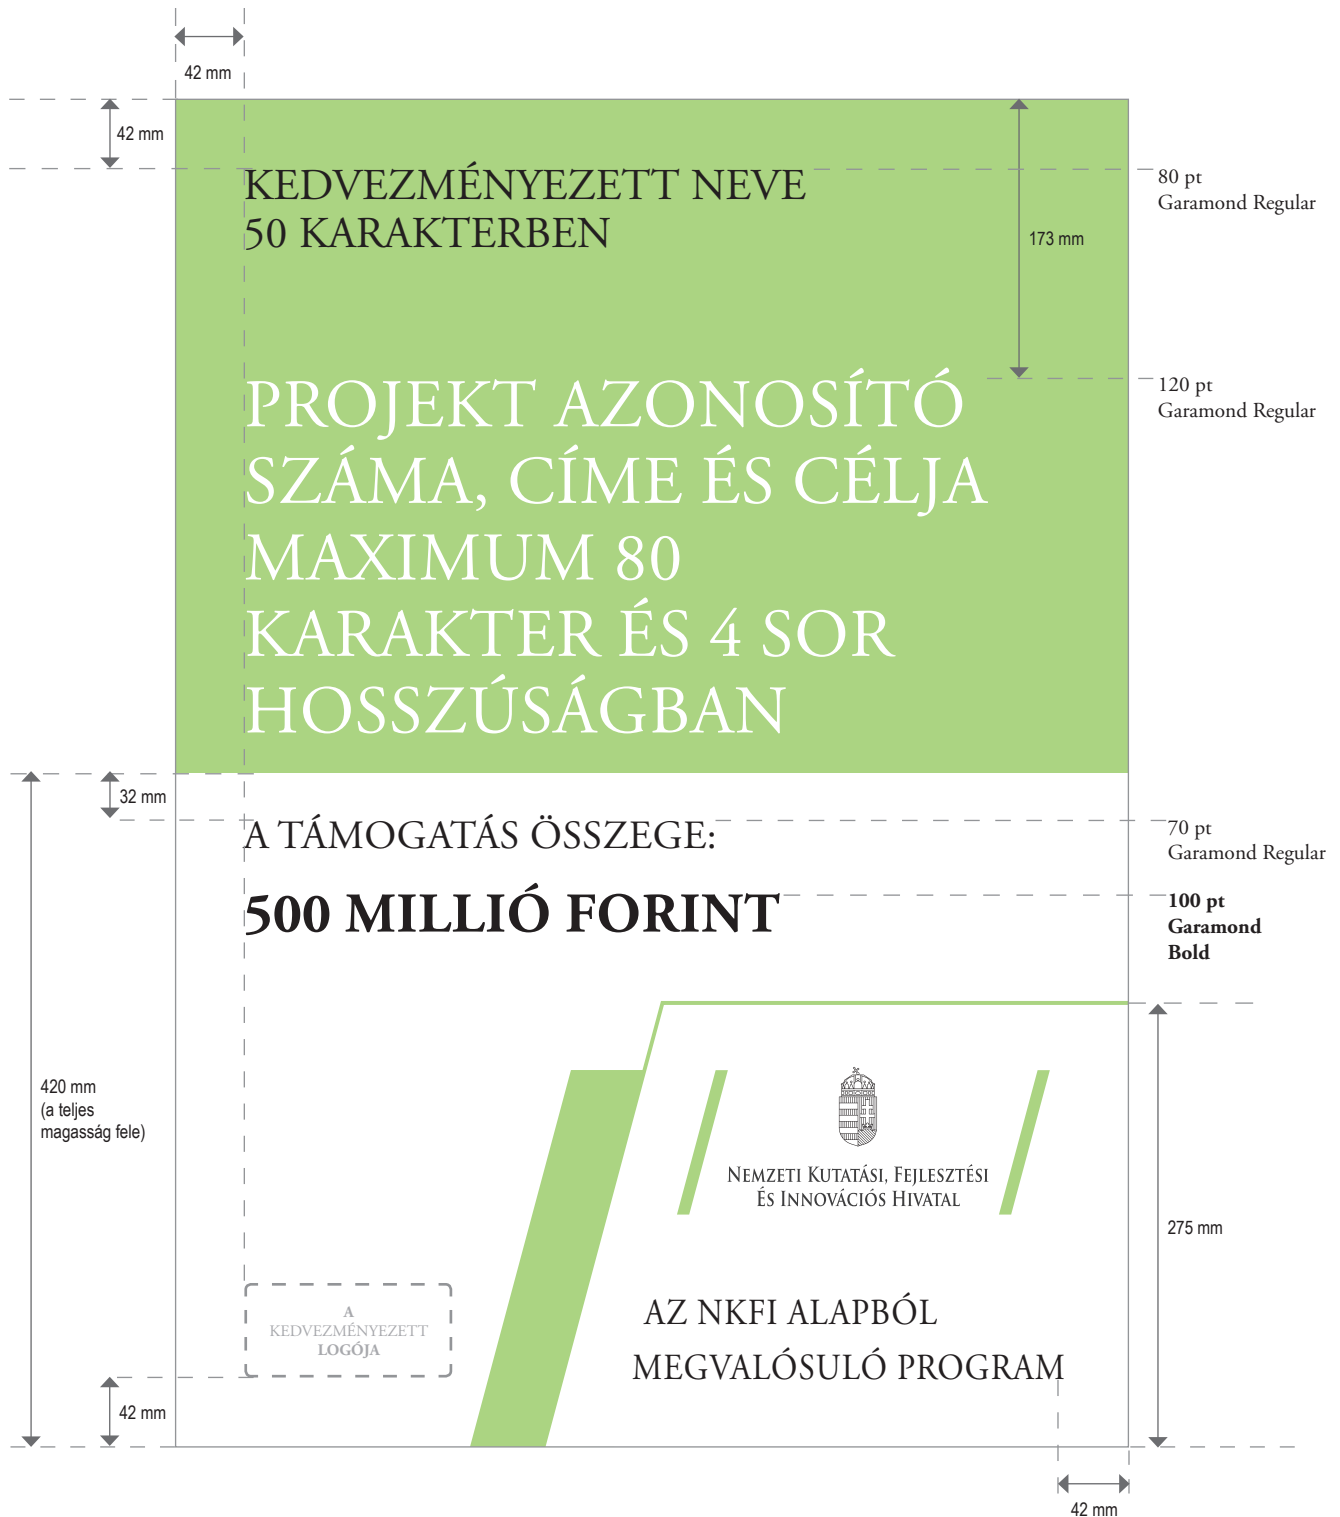 42 mm
42 mm
KEDVEZMÉNYEZETT NEVE
50 KARAKTERBEN
80 pt
Garamond Regular
173 mm
PROJEKT AZONOSÍTÓ
SZÁMA, CÍME ÉS CÉLJA
MAXIMUM 80
KARAKTER ÉS 4 SOR
HOSSZÚSÁGBAN
120 pt
Garamond Regular
32 mm
A TÁMOGATÁS ÖSSZEGE:
70 pt
Garamond Regular
500 MILLIÓ FORINT
100 pt
Garamond
Bold
420 mm
(a teljes
magasság fele)
NEMZETI KUTATÁSI, FEJLESZTÉSI
ÉS INNOVÁCIÓS HIVATAL
275 mm
A
KEDVEZMÉNYEZETT
LOGÓJA
AZ NKFI ALAPBÓL
MEGVALÓSULÓ PROGRAM
42 mm
42 mm